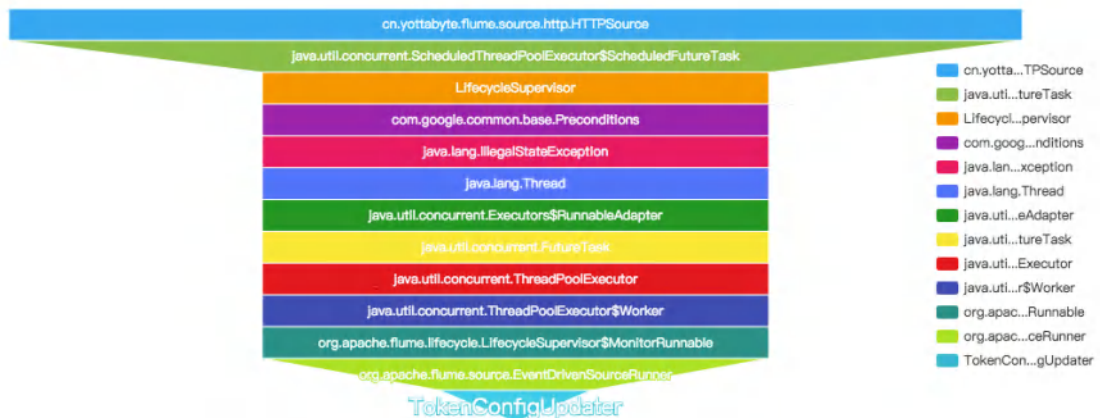 cn.yottabyte.flume.source.http.HTTPSource
java.util.concurrent.ScheduledThreadPoolExecutor$ScheduledFutureTask
LifecycleSupervisor
com.google.common.base.Preconditions
java.lang.IllegalStateException
java.lang.Thread
java.util.concurrent.Executors$RunnableAdapter
java.util.concurrent.FutureTask
java.util.concurrent.ThreadPoolExecutor
java.util.concurrent.ThreadPoolExecutor$Worker
org.apache.flume.lifecycle.LifecycleSupervisor$MonitorRunnable
org.apache.flume.source.EventDrivenSourceRunner
TokenConfigUpdater
cn.yotta...TPSource
java.uti...tureTask
Lifecycl...pervisor
com.goog...nditions
java.lan...xception
java.lang.Thread
java.uti...eAdapter
java.uti...tureTask
java.uti...Executor
java.uti...r$Worker
org.apac...Runnable
org.apac...ceRunner
TokenCon...gUpdater